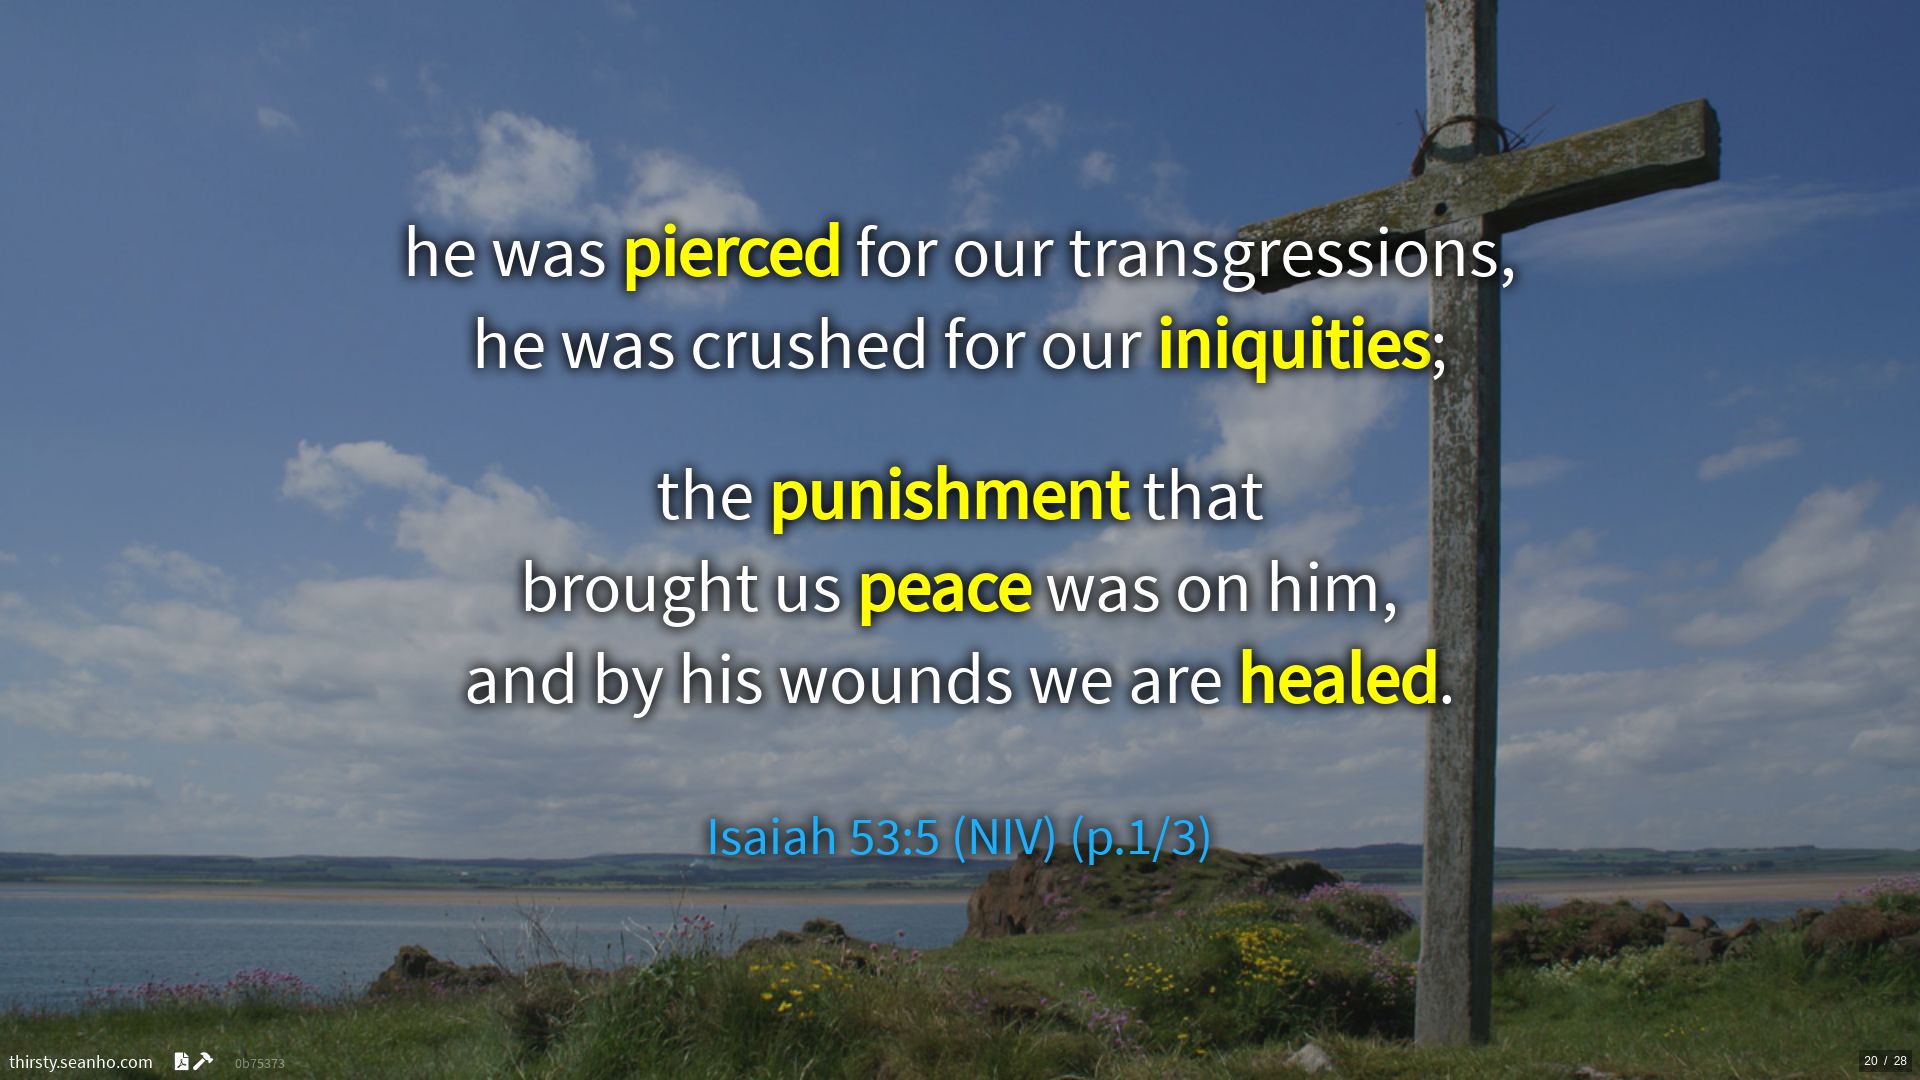 he was pierced for our transgressions,
he was crushed for our iniquities;
the punishment that
brought us peace was on him,
and by his wounds we are healed.
Isaiah 53:5 (NIV) (p.1/3)
thirsty.seanho.com
0b75373
20 / 28